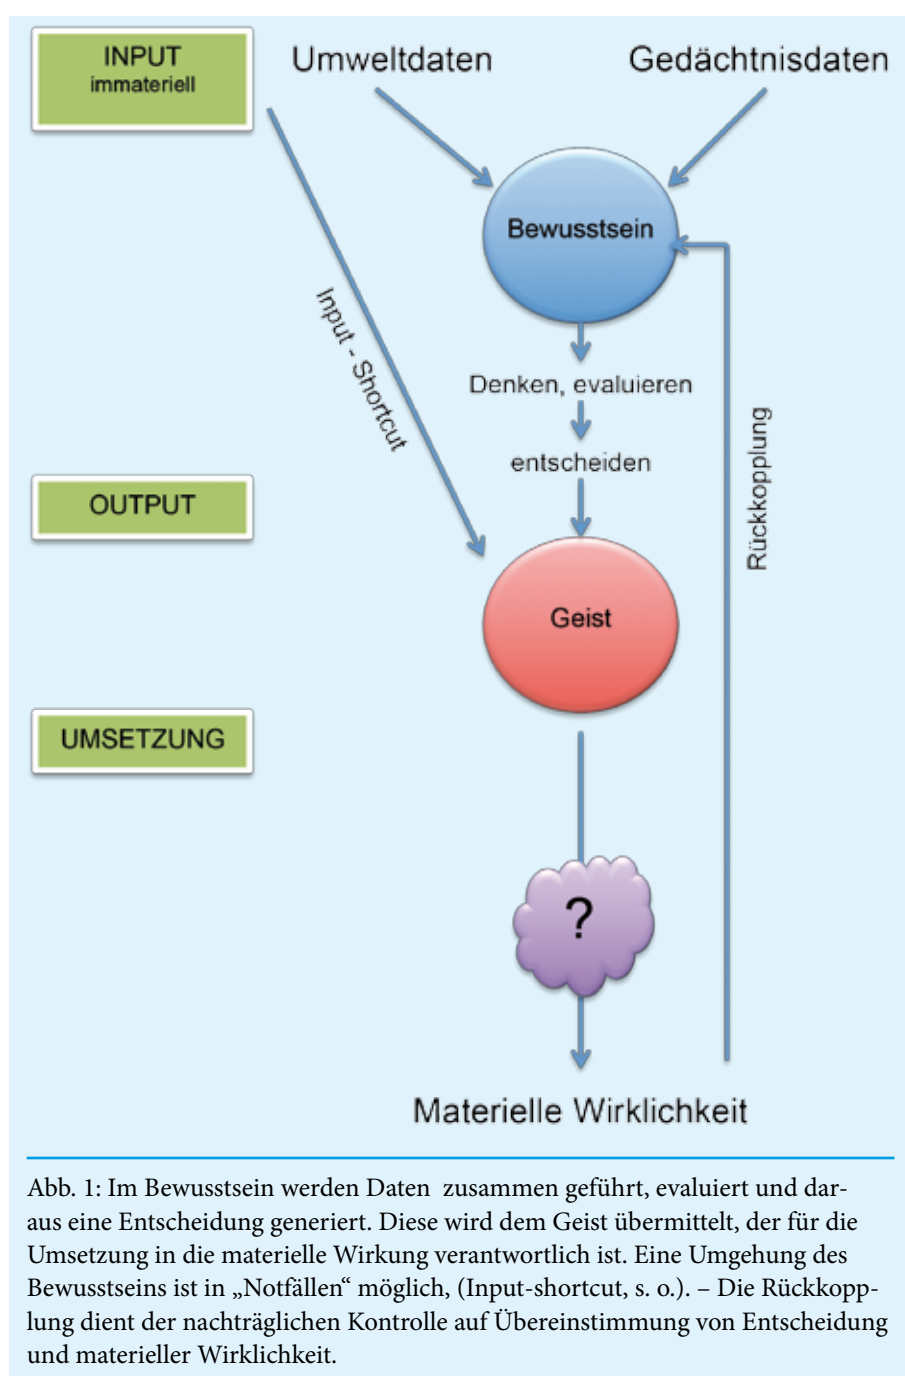 INPUT
immateriell
Umweltdaten
Gedächtnisdaten
Bewusstsein
Input - Shortcut
Denken, evaluieren
entscheiden
Rückkopplung
OUTPUT
Geist
UMSETZUNG
?
Materielle Wirklichkeit
Abb. 1: Im Bewusstsein werden Daten zusammen geführt, evaluiert und dar-
aus eine Entscheidung generiert. Diese wird dem Geist übermittelt, der für die
Umsetzung in die materielle Wirkung verantwortlich ist. Eine Umgehung des
Bewusstseins ist in „Notfällen“ möglich, (Input-shortcut, s. o.). – Die Rückkopp-
lung dient der nachträglichen Kontrolle auf Übereinstimmung von Entscheidung
und materieller Wirklichkeit.